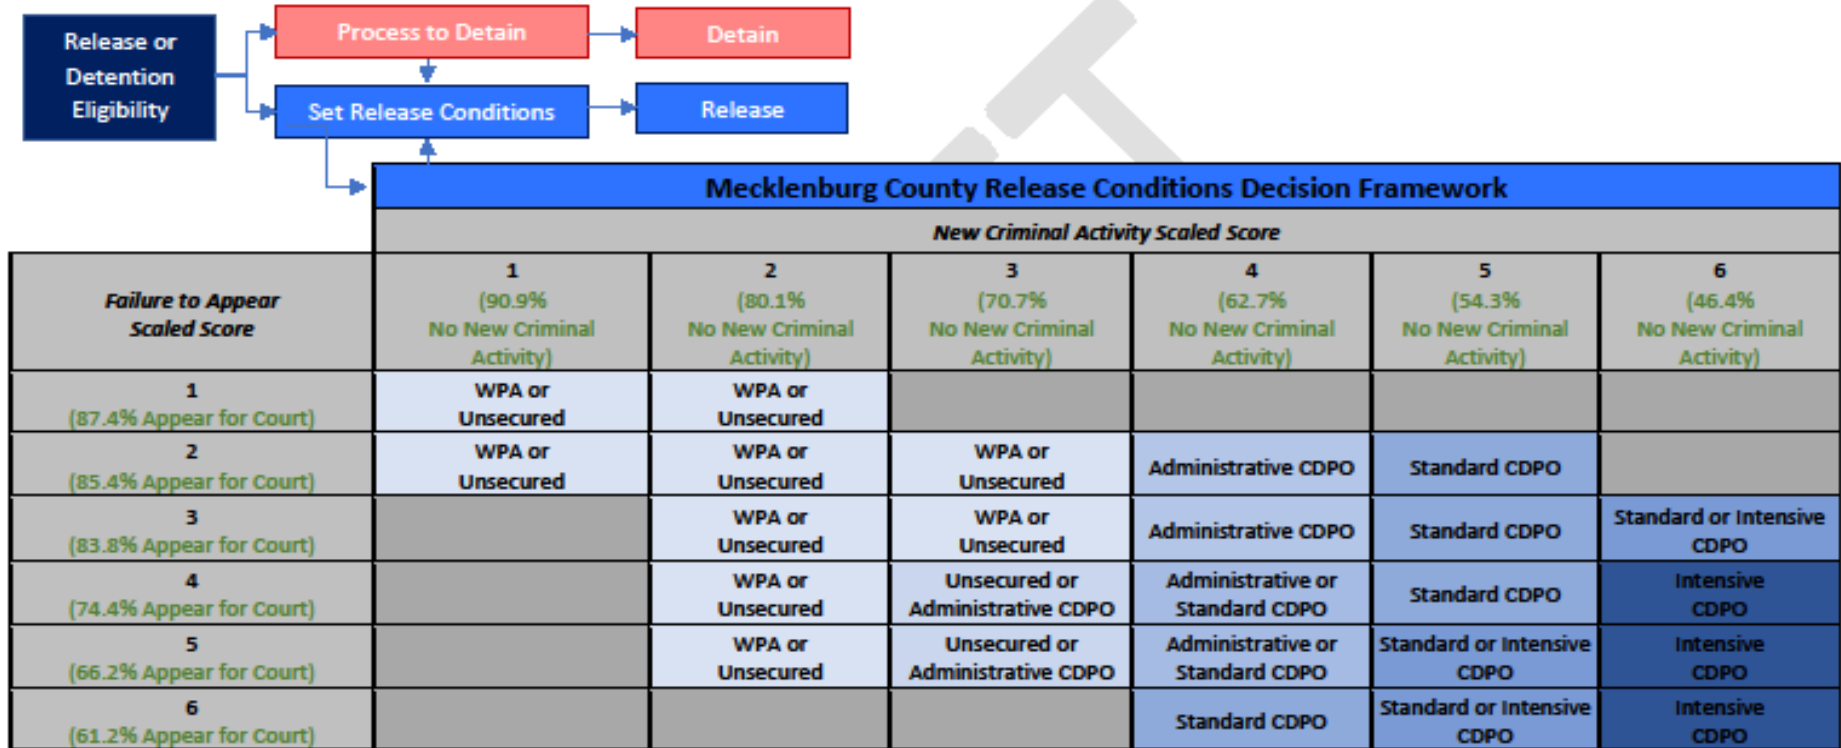 Release or
Detention
Eligibility
Process to Detain
Detain
Set Release Conditions
Release
Mecklenburg County Release Conditions Decision Framework
New Criminal Activity Scaled Score
Failure to Appear
Scaled Score
1
(90.9%
No New Criminal
Activity)
2
(80.1%
No New Criminal
Activity)
3
(70.7%
No New Criminal
Activity)
4
(62.7%
No New Criminal
Activity)
5
(54.3%
No New Criminal
Activity)
6
(46.4%
No New Criminal
Activity)
1
(87.4% Appear for Court)
WPA or
Unsecured
WPA or
Unsecured
2
(85.4% Appear for Court)
WPA or
Unsecured
WPA or
Unsecured
WPA or
Unsecured
Administrative CDPO
Standard CDPO
3
(83.8% Appear for Court)
WPA or
Unsecured
WPA or
Unsecured
Administrative CDPO
Standard CDPO
Standard or Intensive
CDPO
4
(74.4% Appear for Court)
WPA or
Unsecured
Unsecured or
Administrative CDPO
Administrative or
Standard CDPO
Standard CDPO
Intensive
CDPO
5
(66.2% Appear for Court)
WPA or
Unsecured
Unsecured or
Administrative CDPO
Administrative or
Standard CDPO
Standard or Intensive
CDPO
Intensive
CDPO
6
(61.2% Appear for Court)
Standard CDPO
Standard or Intensive
CDPO
Intensive
CDPO